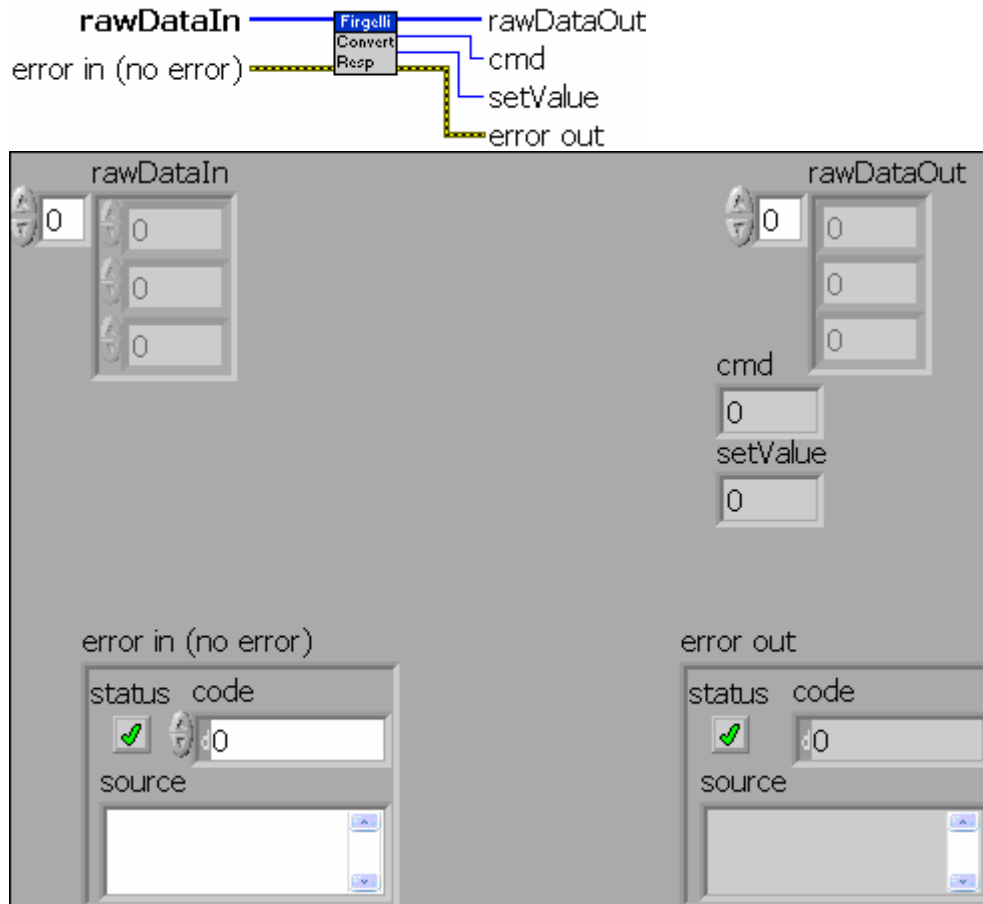 rawDataIn Firgelli rawDataOut
Convert
Resp cmd
error in (no error) setValue
error out
rawDataIn rawDataOut
0 0 0 0
0 0
0 0
cmd
0
setValue
0
error in (no error) error out
status code status code
d0 d0
source source